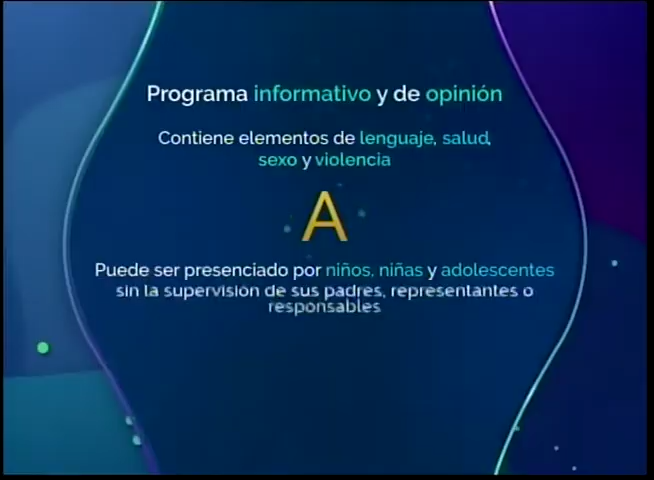 Programa informativo y de opinión
Contiene elementos de lenguaje, salud,
sexo y violencia
A
Puede ser presenciado por niños, niñas y adolescentes
sin la supervisión de sus padres, representantes o
responsables